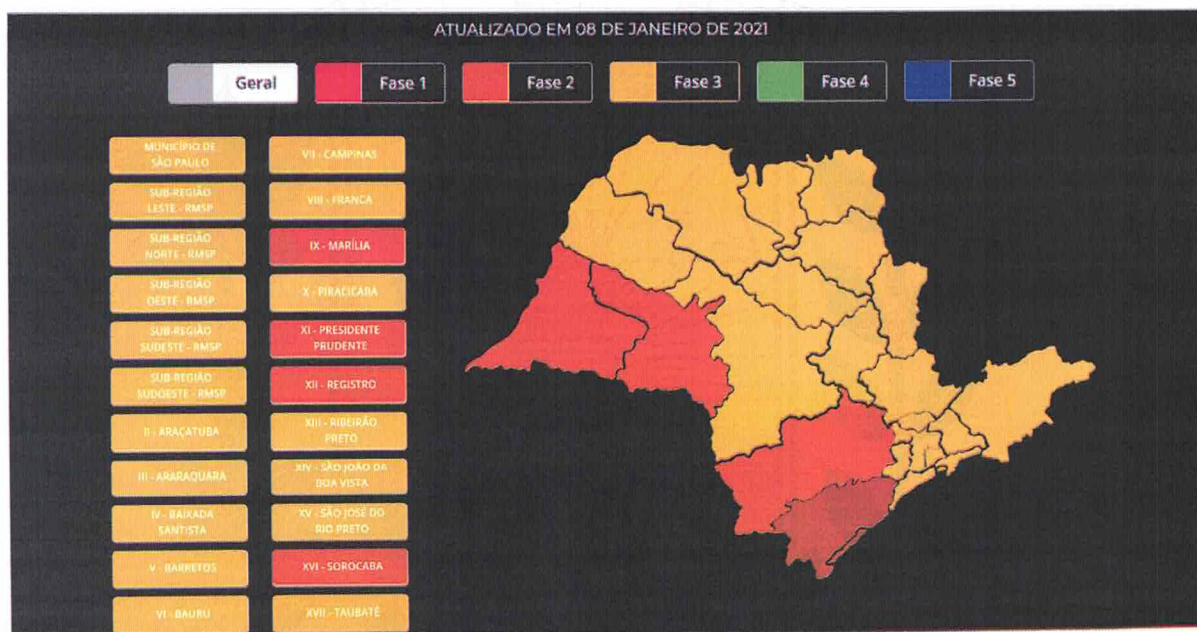 ATUALIZADO EM 08 DE JANEIRO DE 2021
Geral
Fase 1
Fase 2
Fase 3
Fase 4
Fase 5
MUNICÍPIO DE
SÃO PAULO
VII - CAMPINAS
SUB-REGIÃO
LESTE - RMSP
VIII - FRANCA
SUB-REGIÃO
NORTE - RMSP
IX - MARÍLIA
SUB-REGIÃO
OESTE - RMSP
X - PIRACICABA
SUB-REGIÃO
SUDESTE - RMSP
XI - PRESIDENTE
PRUDENTE
SUB-REGIÃO
SUDOESTE - RMSP
XII - REGISTRO
II - ARAÇATUBA
XIII - RIBEIRÃO
PRETO
III - ARARAQUARA
XIV - SÃO JOÃO DA
BOA VISTA
IV - BAIXADA
SANTISTA
XV - SÃO JOSÉ DO
RIO PRETO
V - BARRETOS
XVI - SOROCABA
VI - BAURU
XVII - TAUBATÉ